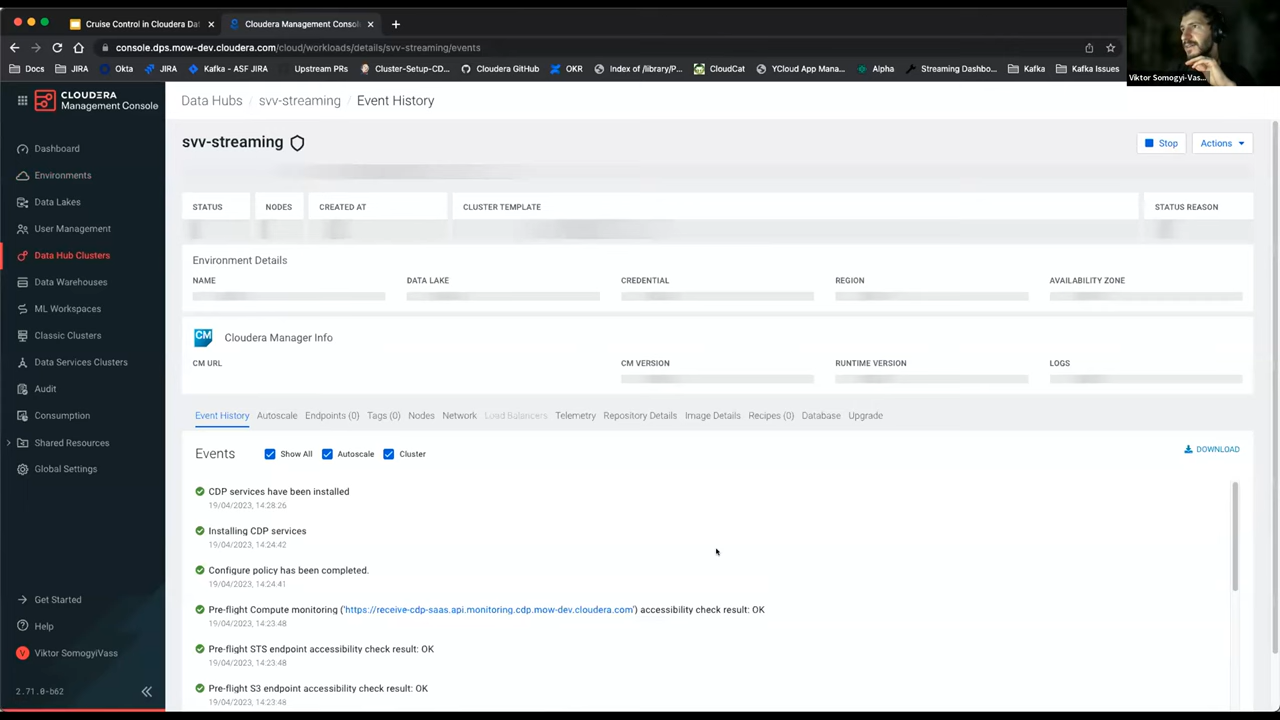 Cruise Control in Cloudera Dat
Cloudera Management Consol
console.dps.mow-dev.cloudera.com/cloud/workloads/details/svv-streaming/events
Docs
JIRA
Okta
JIRA
Kafka - ASF JIRA
Upstream PRs
Cluster-Setup-CD...
Cloudera GitHub
OKR
Index of /library/P...
CloudCat
YCloud App Mana...
Alpha
Streaming Dashbo...
Kafka
Kafka Issues
Viktor Somogyi-Vas...
CLOUDERA
Management Console
Dashboard
Environments
Data Lakes
User Management
Data Hub Clusters
Data Warehouses
ML Workspaces
Classic Clusters
Data Services Clusters
Audit
Consumption
Shared Resources
Global Settings
Get Started
Help
Viktor SomogyiVass
2.71.0-b62
Data Hubs / svv-streaming / Event History
svv-streaming
Stop
Actions
STATUS
NODES
CREATED AT
CLUSTER TEMPLATE
STATUS REASON
Environment Details
NAME
DATA LAKE
CREDENTIAL
REGION
AVAILABILITY ZONE
CM
Cloudera Manager Info
CM URL
CM VERSION
RUNTIME VERSION
LOGS
Event History
Autoscale
Endpoints (0)
Tags (0)
Nodes
Network
Load Balancers
Telemetry
Repository Details
Image Details
Recipes (0)
Database
Upgrade
Events
Show All
Autoscale
Cluster
DOWNLOAD
CDP services have been installed
19/04/2023, 14:28:26
Installing CDP services
19/04/2023, 14:24:42
Configure policy has been completed.
19/04/2023, 14:24:41
Pre-flight Compute monitoring ('https://receive-cdp-saas.api.monitoring.cdp.mow-dev.cloudera.com') accessibility check result: OK
19/04/2023, 14:23:48
Pre-flight STS endpoint accessibility check result: OK
19/04/2023, 14:23:48
Pre-flight S3 endpoint accessibility check result: OK
19/04/2023, 14:23:48